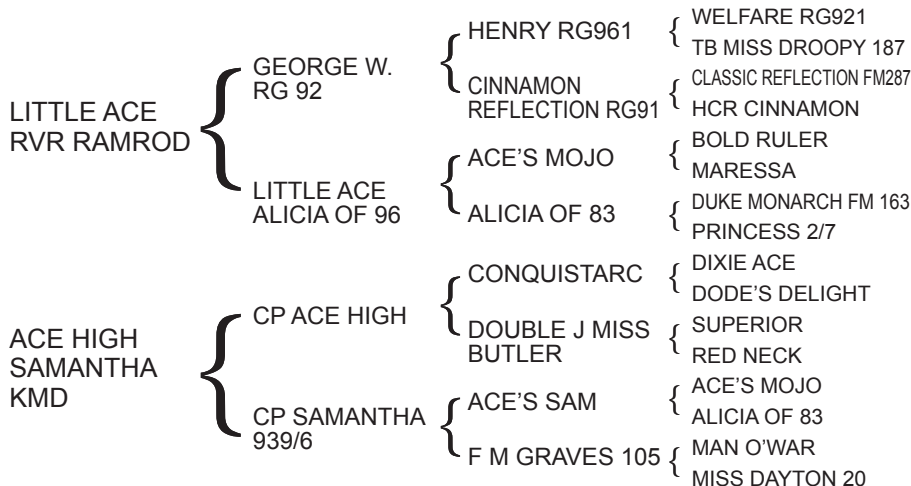 LITTLE ACE
RVR RAMROD
GEORGE W.
RG 92
HENRY RG961
WELFARE RG921
TB MISS DROOPY 187
CINNAMON
REFLECTION RG91
CLASSIC REFLECTION FM287
HCR CINNAMON
LITTLE ACE
ALICIA OF 96
ACE'S MOJO
BOLD RULER
MARESSA
ALICIA OF 83
DUKE MONARCH FM 163
PRINCESS 2/7
ACE HIGH
SAMANTHA
KMD
CP ACE HIGH
CONQUISTARC
DIXIE ACE
DODE'S DELIGHT
DOUBLE J MISS
BUTLER
SUPERIOR
RED NECK
CP SAMANTHA
939/6
ACE'S SAM
ACE'S MOJO
ALICIA OF 83
F M GRAVES 105
MAN O'WAR
MISS DAYTON 20